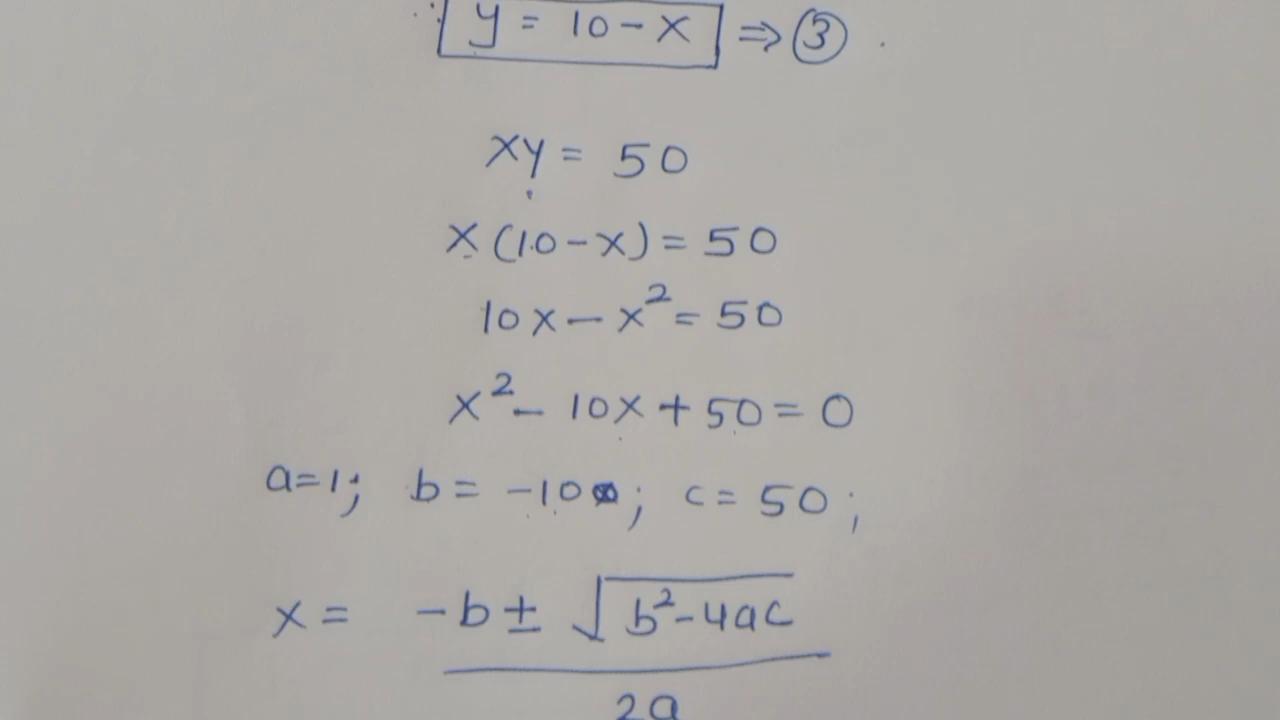 y = 10 - x ⇒ ③
xy = 50
x (10 - x) = 50
10x - x² = 50
x² - 10x + 50 = 0
a=1; b = -10; c = 50;
x = -b ± √b²-4ac
2a